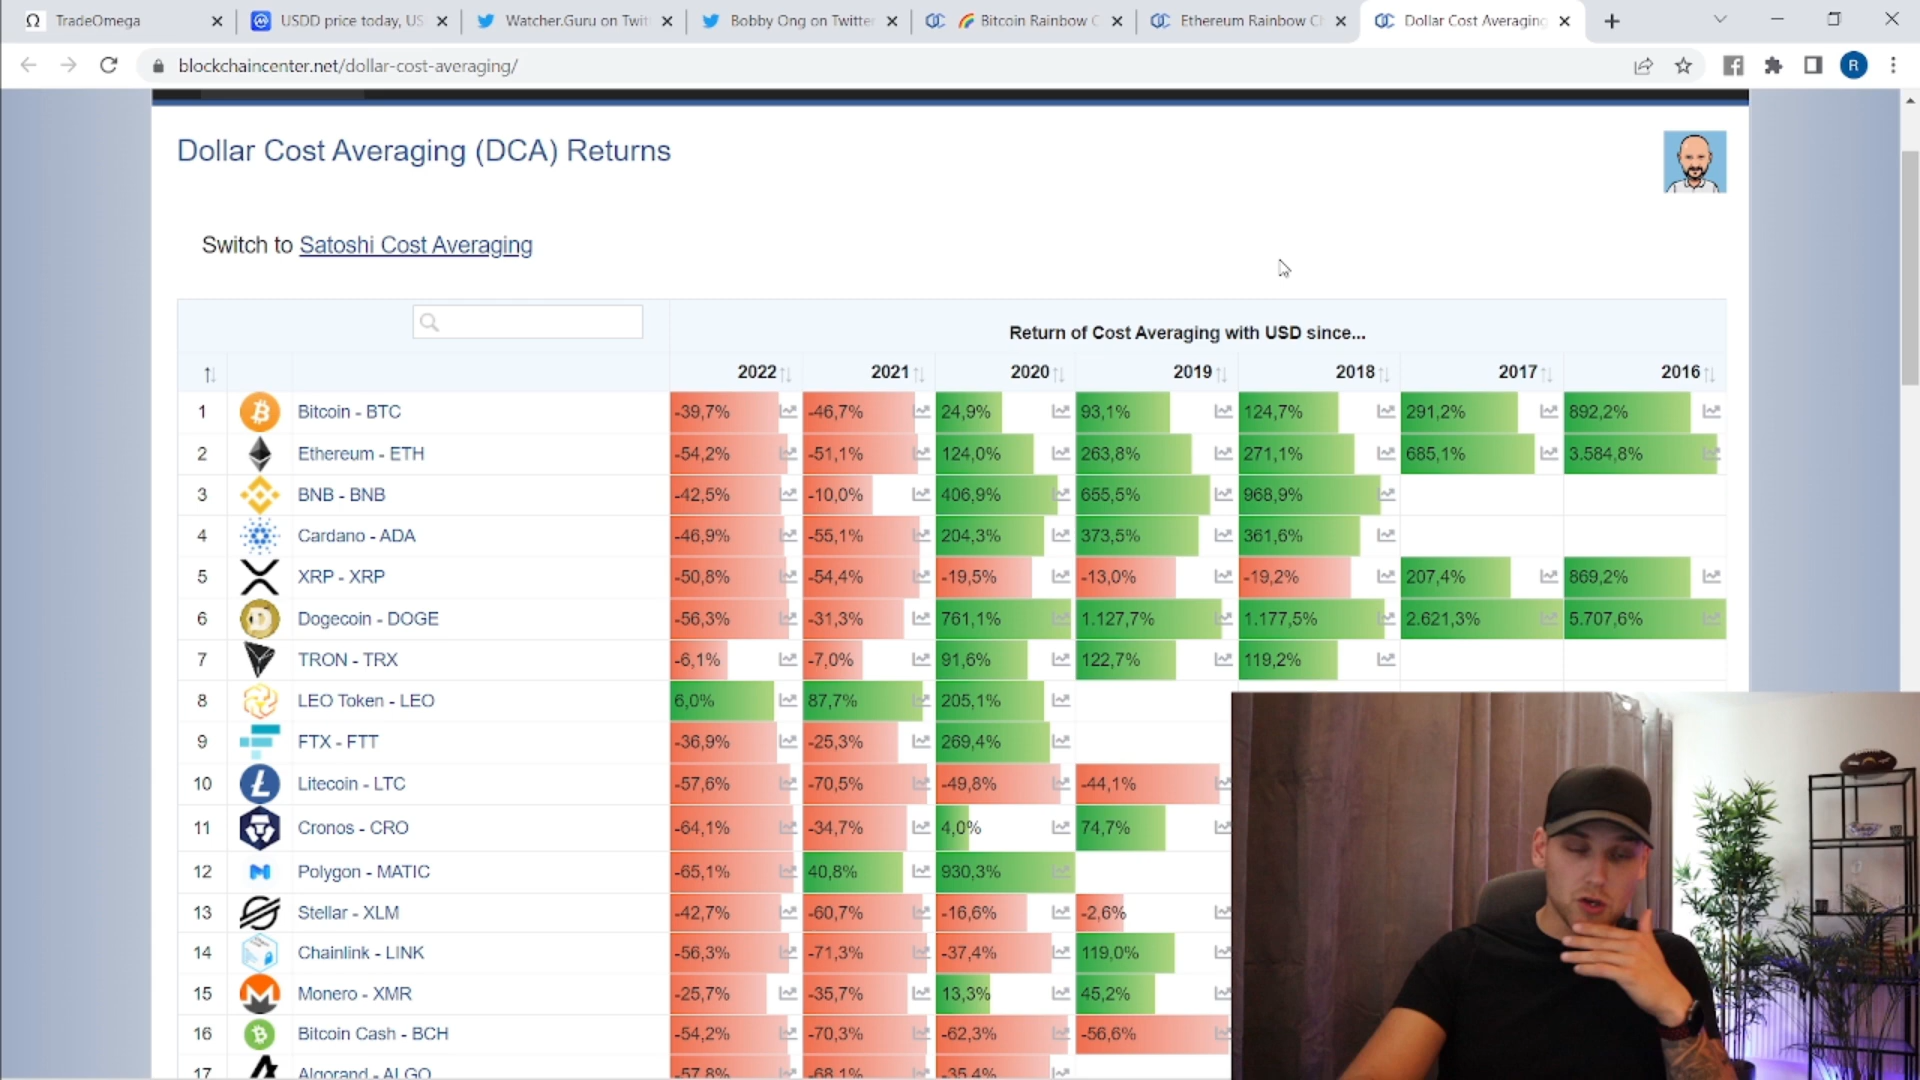 TradeOmega
USDD price today, US
Watcher.Guru on Twit
Bobby Ong on Twitter
Bitcoin Rainbow C
Ethereum Rainbow Ch
Dollar Cost Averaging
blockchaincenter.net/dollar-cost-averaging/
R
Dollar Cost Averaging (DCA) Returns
Switch to Satoshi Cost Averaging
Return of Cost Averaging with USD since...
2022 2021 2020 2019 2018 2017 2016
1 Bitcoin - BTC -39,7% -46,7% 24,9% 93,1% 124,7% 291,2% 892,2%
2 Ethereum - ETH -54,2% -51,1% 124,0% 263,8% 271,1% 685,1% 3.584,8%
3 BNB - BNB -42,5% -10,0% 406,9% 655,5% 968,9%
4 Cardano - ADA -46,9% -55,1% 204,3% 373,5% 361,6%
5 XRP - XRP -50,8% -54,4% -19,5% -13,0% -19,2% 207,4% 869,2%
6 Dogecoin - DOGE -56,3% -31,3% 761,1% 1.127,7% 1.177,5% 2.621,3% 5.707,6%
7 TRON - TRX -6,1% -7,0% 91,6% 122,7% 119,2%
8 LEO Token - LEO 6,0% 87,7% 205,1%
9 FTX - FTT -36,9% -25,3% 269,4%
10 Litecoin - LTC -57,6% -70,5% -49,8% -44,1%
11 Cronos - CRO -64,1% -34,7% 4,0% 74,7%
12 Polygon - MATIC -65,1% 40,8% 930,3%
13 Stellar - XLM -42,7% -60,7% -16,6% -2,6%
14 Chainlink - LINK -56,3% -71,3% -37,4% 119,0%
15 Monero - XMR -25,7% -35,7% 13,3% 45,2%
16 Bitcoin Cash - BCH -54,2% -70,3% -62,3% -56,6%
17 Algorand - ALGO -57,8% -68,1% -35,4%